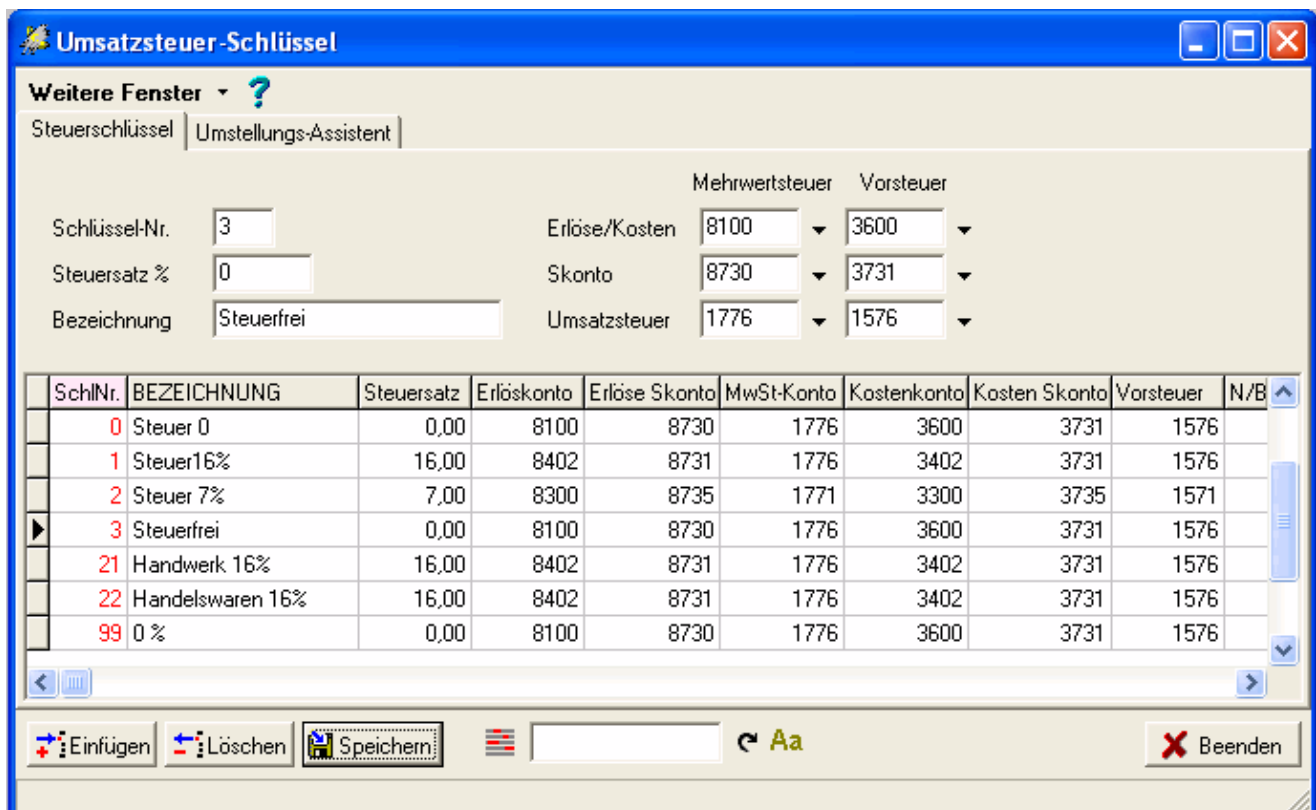 Umsatzsteuer-Schlüssel
Weitere Fenster ?
Steuerschlüssel Umstellungs-Assistent
Mehrwertsteuer Vorsteuer
Schlüssel-Nr. 3 Erlöse/Kosten 8100 3600
Steuersatz % 0 Skonto 8730 3731
Bezeichnung Steuerfrei Umsatzsteuer 1776 1576
SchlNr. BEZEICHNUNG Steuersatz Erlöskonto Erlöse Skonto MwSt-Konto Kostenkonto Kosten Skonto Vorsteuer N/B
0 Steuer 0 0,00 8100 8730 1776 3600 3731 1576
1 Steuer16% 16,00 8402 8731 1776 3402 3731 1576
2 Steuer 7% 7,00 8300 8735 1771 3300 3735 1571
3 Steuerfrei 0,00 8100 8730 1776 3600 3731 1576
21 Handwerk 16% 16,00 8402 8731 1776 3402 3731 1576
22 Handelswaren 16% 16,00 8402 8731 1776 3402 3731 1576
99 0 % 0,00 8100 8730 1776 3600 3731 1576
Einfügen Löschen Speichern Aa Beenden